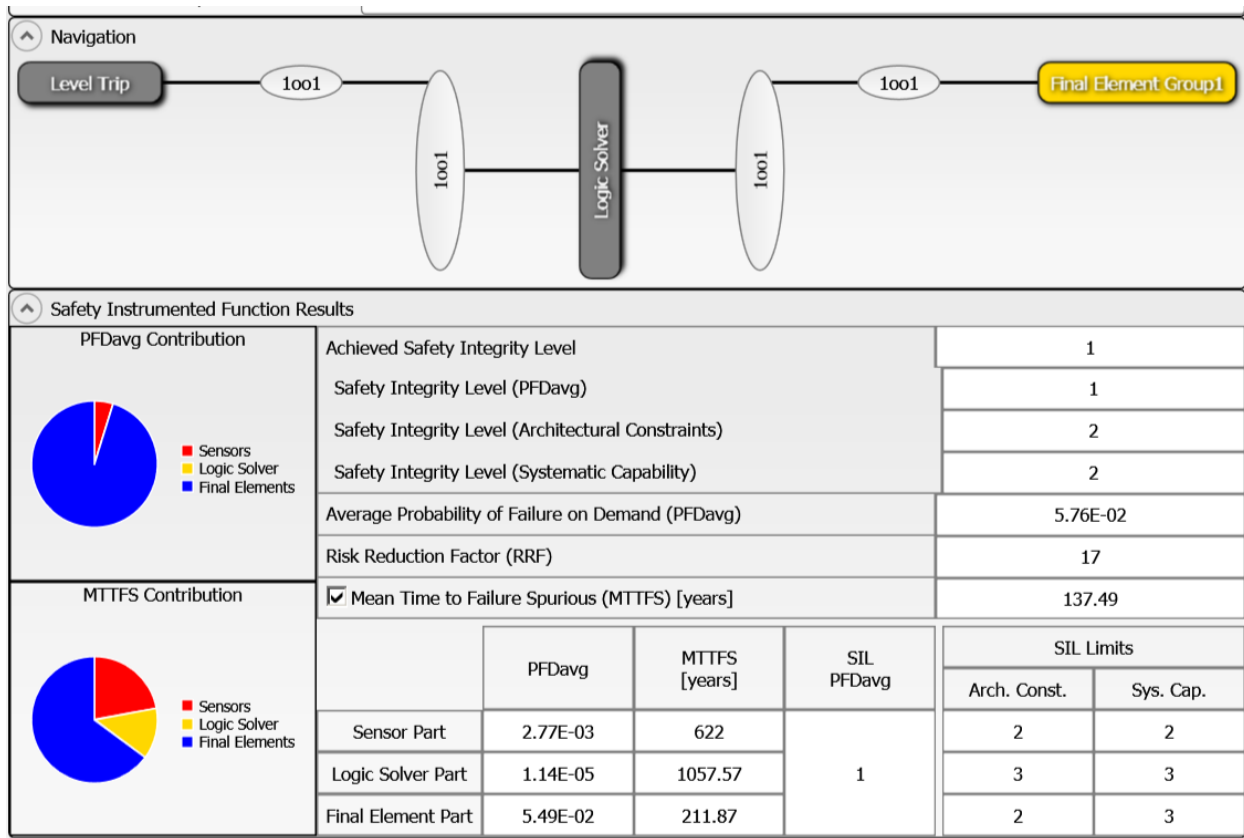 Navigation
Level Trip
1oo1
1oo1
Logic Solver
1oo1
1oo1
Final Element Group1
Safety Instrumented Function Results
PFDavg Contribution
Sensors
Logic Solver
Final Elements
MTTFS Contribution
Sensors
Logic Solver
Final Elements
Achieved Safety Integrity Level 1
Safety Integrity Level (PFDavg) 1
Safety Integrity Level (Architectural Constraints) 2
Safety Integrity Level (Systematic Capability) 2
Average Probability of Failure on Demand (PFDavg) 5.76E-02
Risk Reduction Factor (RRF) 17
Mean Time to Failure Spurious (MTTFS) [years] 137.49
PFDavg MTTFS [years] SIL PFDavg SIL Limits
Arch. Const. Sys. Cap.
Sensor Part 2.77E-03 622 2 2
Logic Solver Part 1.14E-05 1057.57 1 3 3
Final Element Part 5.49E-02 211.87 2 3